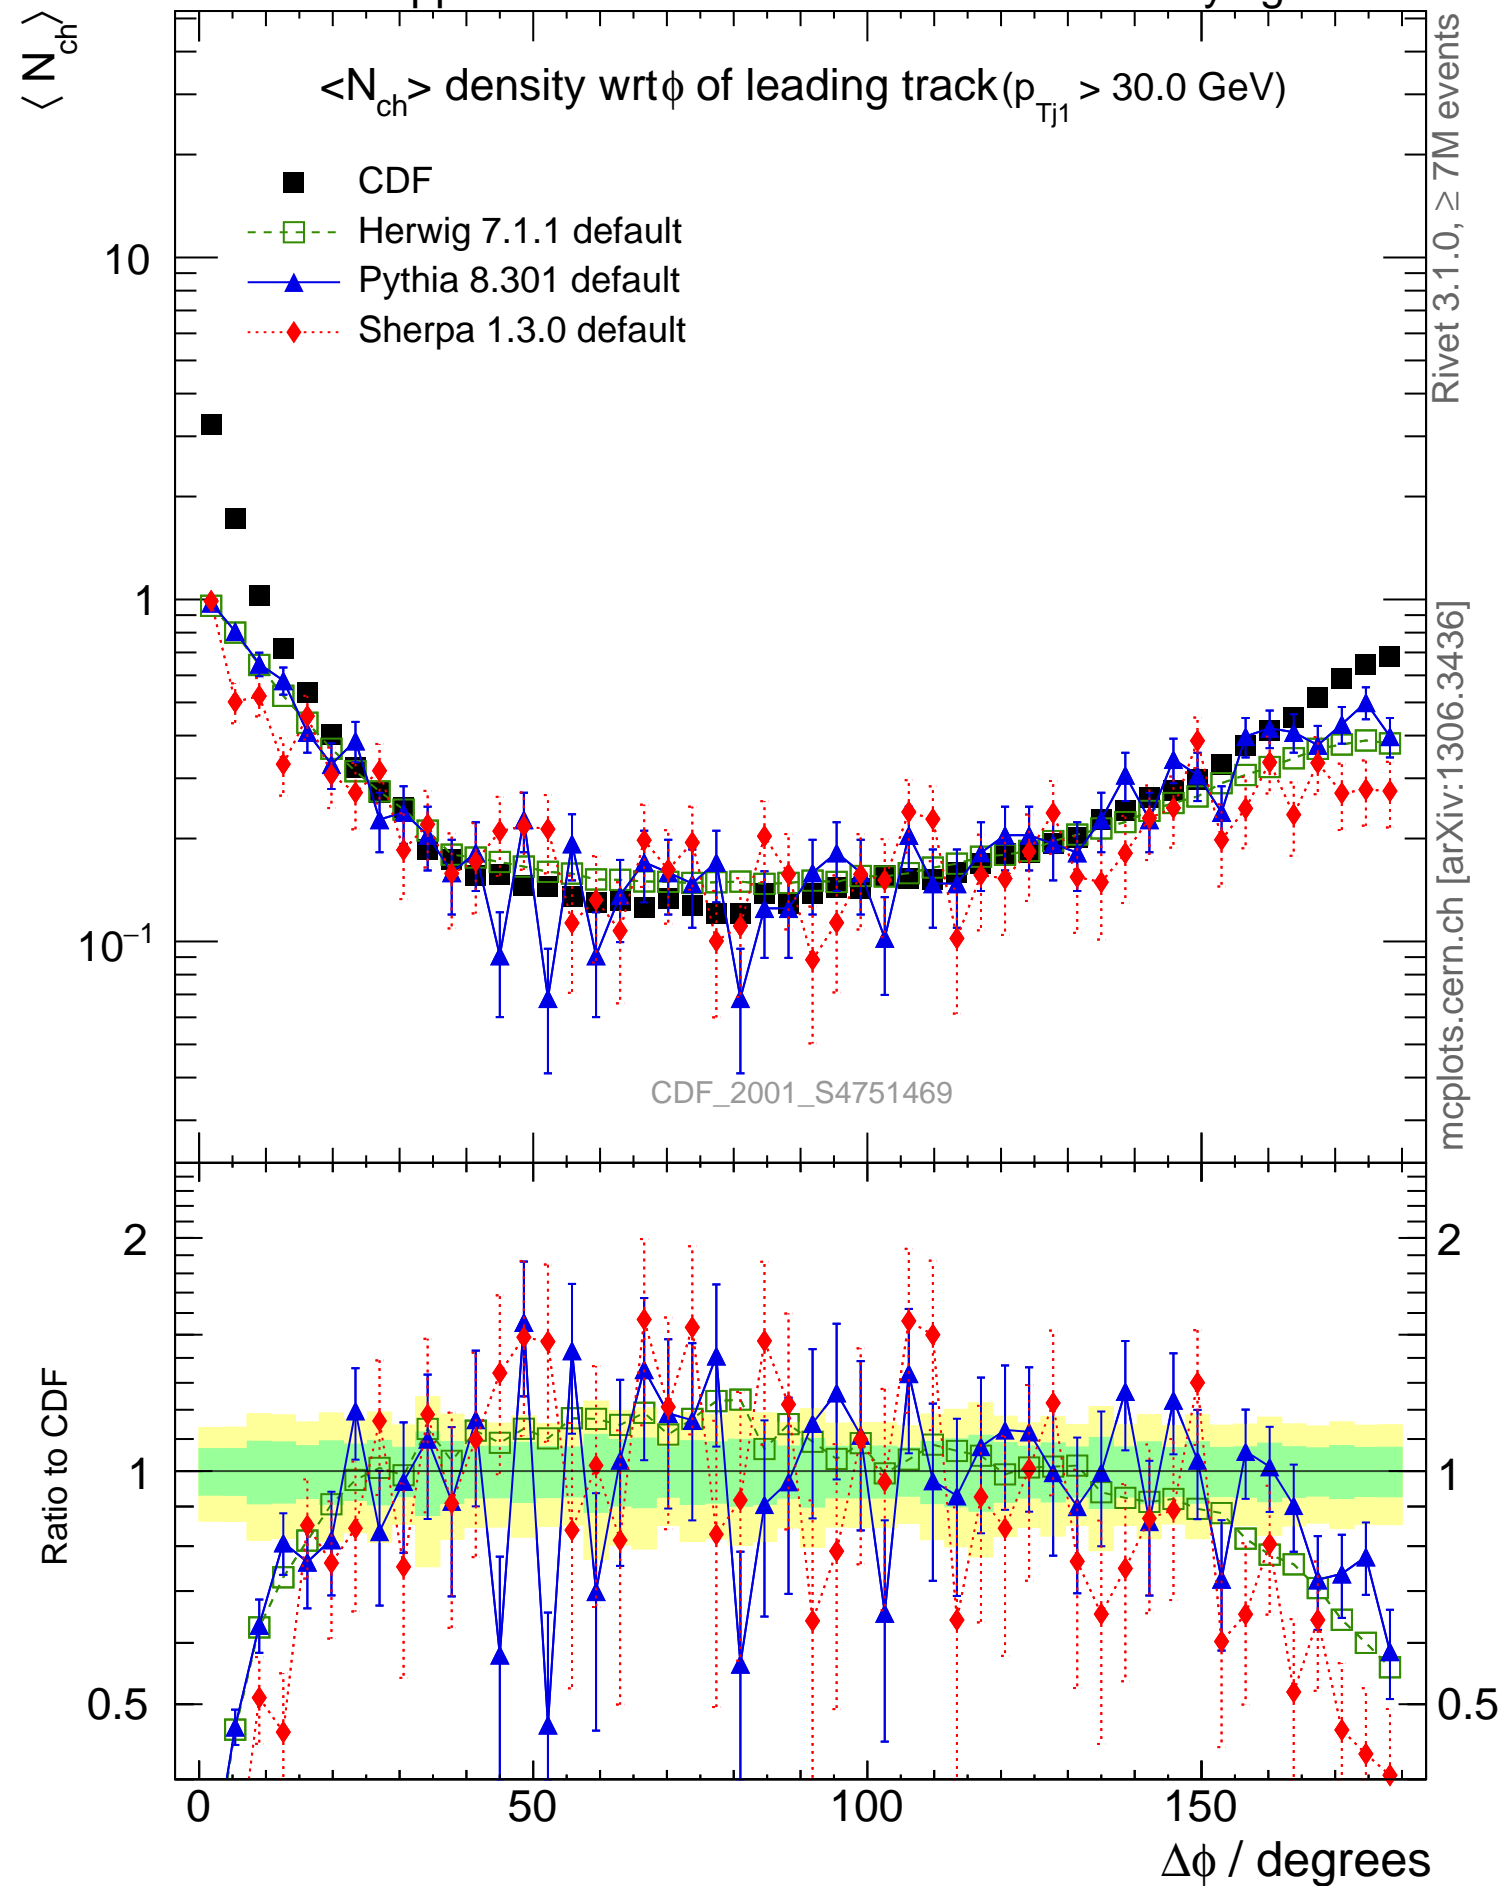 ⟨ N_ch ⟩
<N_ch> density wrt ϕ of leading track (p_Tj1 > 30.0 GeV)
CDF
Herwig 7.1.1 default
Pythia 8.301 default
Sherpa 1.3.0 default
10
1
10⁻¹
CDF_2001_S4751469
Rivet 3.1.0, ≥ 7M events
mcplots.cern.ch [arXiv:1306.3436]
Ratio to CDF
2
1
0.5
2
1
0.5
0 50 100 150
Δϕ / degrees